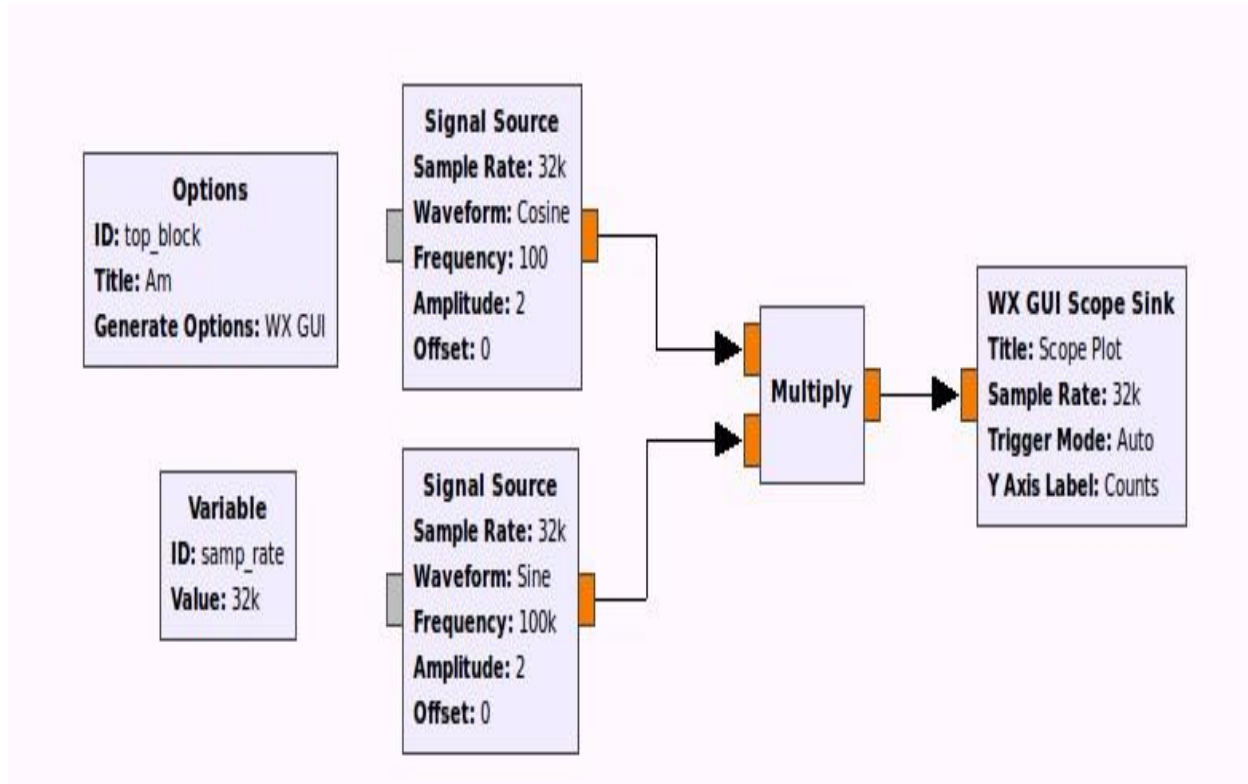 Options
ID: top_block
Title: Am
Generate Options: WX GUI
Variable
ID: samp_rate
Value: 32k
Signal Source
Sample Rate: 32k
Waveform: Cosine
Frequency: 100
Amplitude: 2
Offset: 0
Signal Source
Sample Rate: 32k
Waveform: Sine
Frequency: 100k
Amplitude: 2
Offset: 0
Multiply
WX GUI Scope Sink
Title: Scope Plot
Sample Rate: 32k
Trigger Mode: Auto
Y Axis Label: Counts